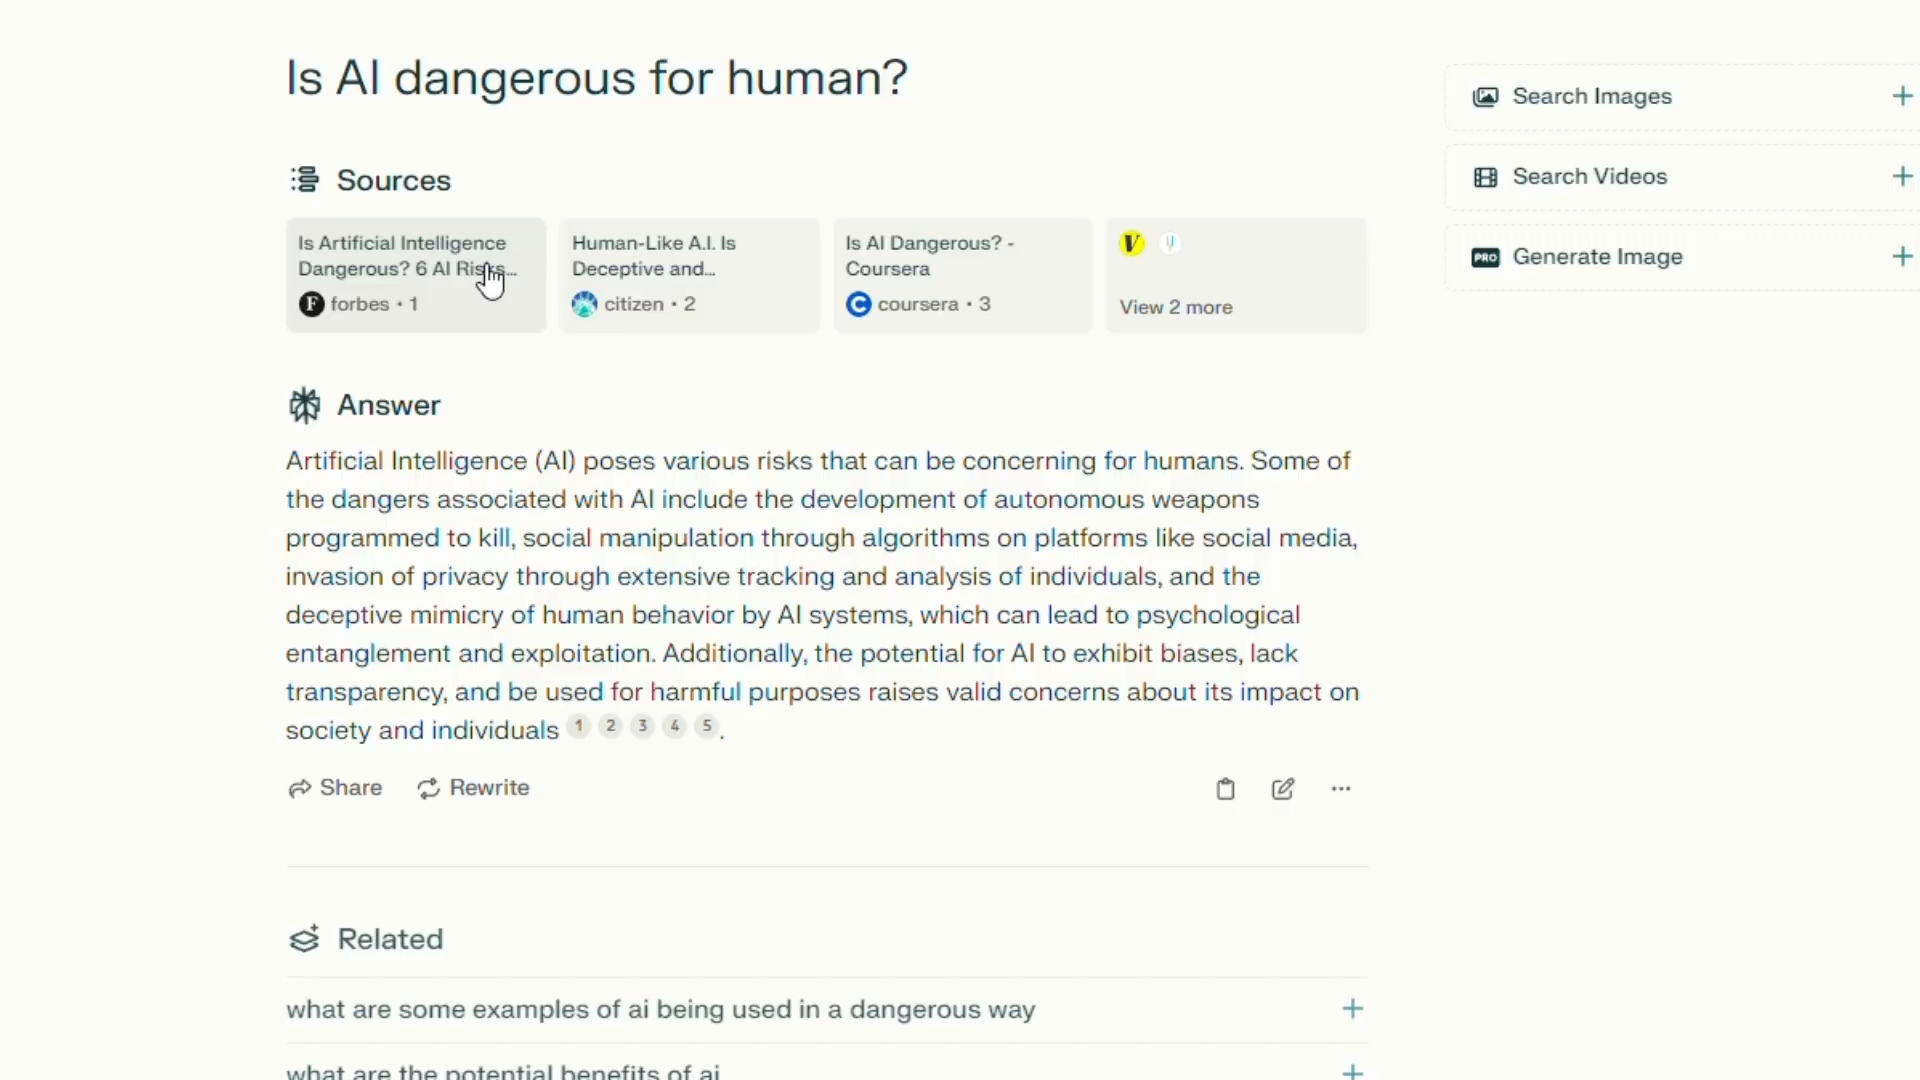 Is AI dangerous for human?
Search Images
Search Videos
PRO Generate Image
Sources
Is Artificial Intelligence
Dangerous? 6 AI Risks...
forbes • 1
Human-Like A.I. Is
Deceptive and...
citizen • 2
Is AI Dangerous? -
Coursera
coursera • 3
View 2 more
Answer
Artificial Intelligence (AI) poses various risks that can be concerning for humans. Some of
the dangers associated with AI include the development of autonomous weapons
programmed to kill, social manipulation through algorithms on platforms like social media,
invasion of privacy through extensive tracking and analysis of individuals, and the
deceptive mimicry of human behavior by AI systems, which can lead to psychological
entanglement and exploitation. Additionally, the potential for AI to exhibit biases, lack
transparency, and be used for harmful purposes raises valid concerns about its impact on
society and individuals 1 2 3 4 5 .
Share Rewrite
Related
what are some examples of ai being used in a dangerous way
what are the potential benefits of ai